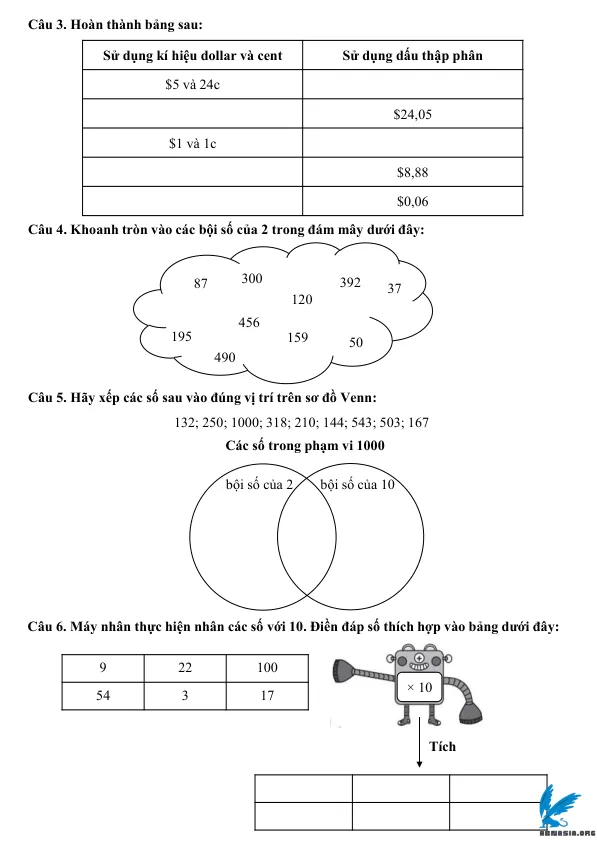 Câu 3. Hoàn thành bảng sau:
Sử dụng kí hiệu dollar và cent Sử dụng dấu thập phân
$5 và 24c
$24,05
$1 và 1c
$8,88
$0,06
Câu 4. Khoanh tròn vào các bội số của 2 trong đám mây dưới đây:
87 300 392 37
120
456
195 159 50
490
Câu 5. Hãy xếp các số sau vào đúng vị trí trên sơ đồ Venn:
132; 250; 1000; 318; 210; 144; 543; 503; 167
Các số trong phạm vi 1000
bội số của 2 bội số của 10
Câu 6. Máy nhân thực hiện nhân các số với 10. Điền đáp số thích hợp vào bảng dưới đây:
9 22 100
54 3 17
× 10
Tích
ABNASIA.ORG